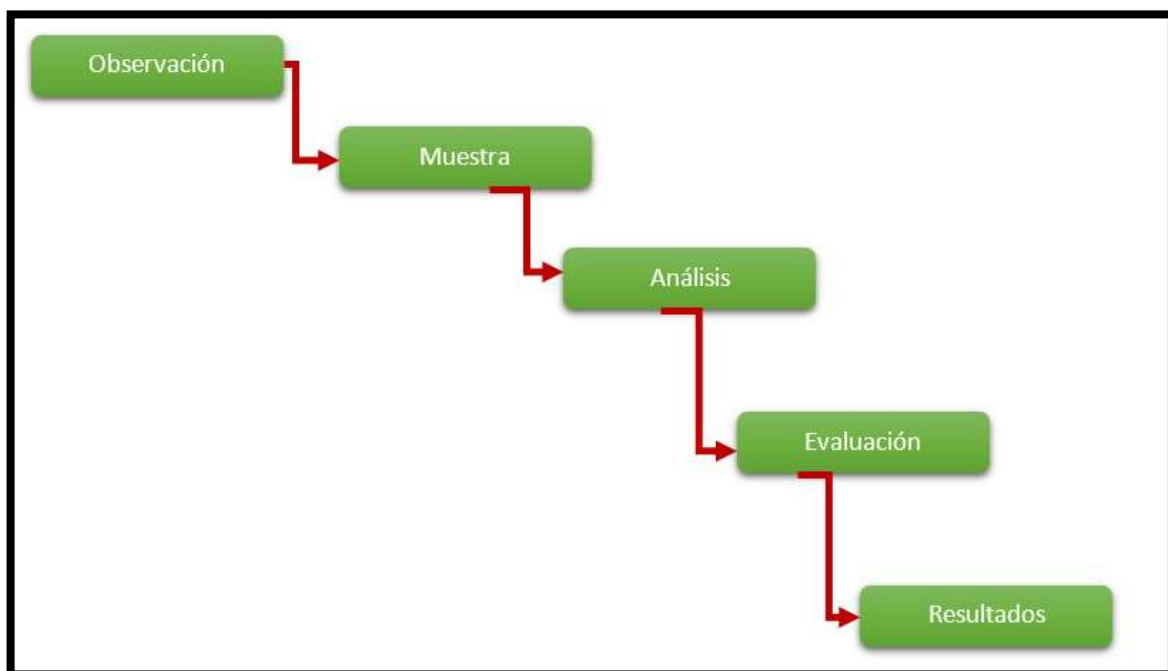 Observación
Muestra
Análisis
Evaluación
Resultados